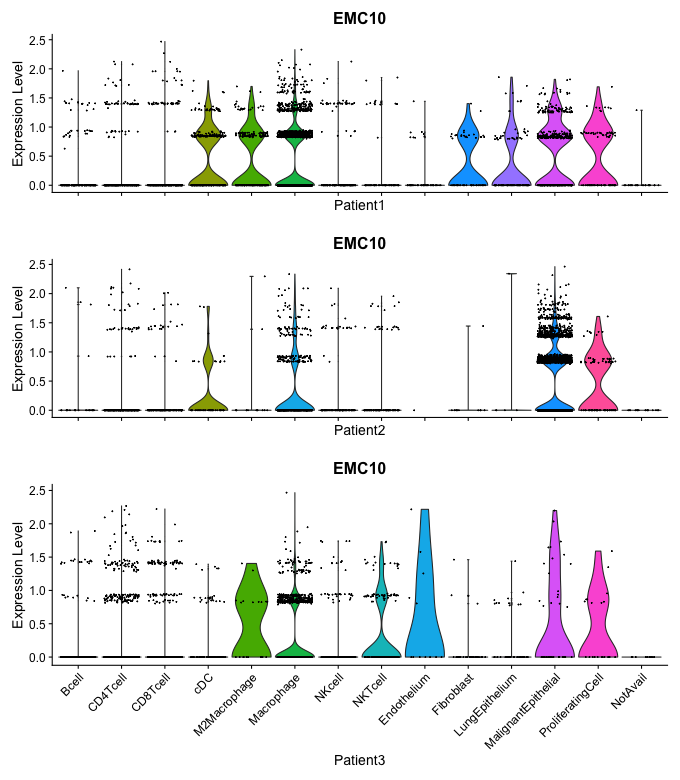 EMC10
Expression Level
2.5
2.0
1.5
1.0
0.5
0.0
Patient1
EMC10
Expression Level
2.5
2.0
1.5
1.0
0.5
0.0
Patient2
EMC10
Expression Level
2.5
2.0
1.5
1.0
0.5
0.0
Bcell
CD4Tcell
CD8Tcell
cDC
M2Macrophage
Macrophage
NKcell
NKTcell
Endothelium
Fibroblast
LungEpithelium
MalignantEpithelial
ProliferatingCell
NotAvail
Patient3